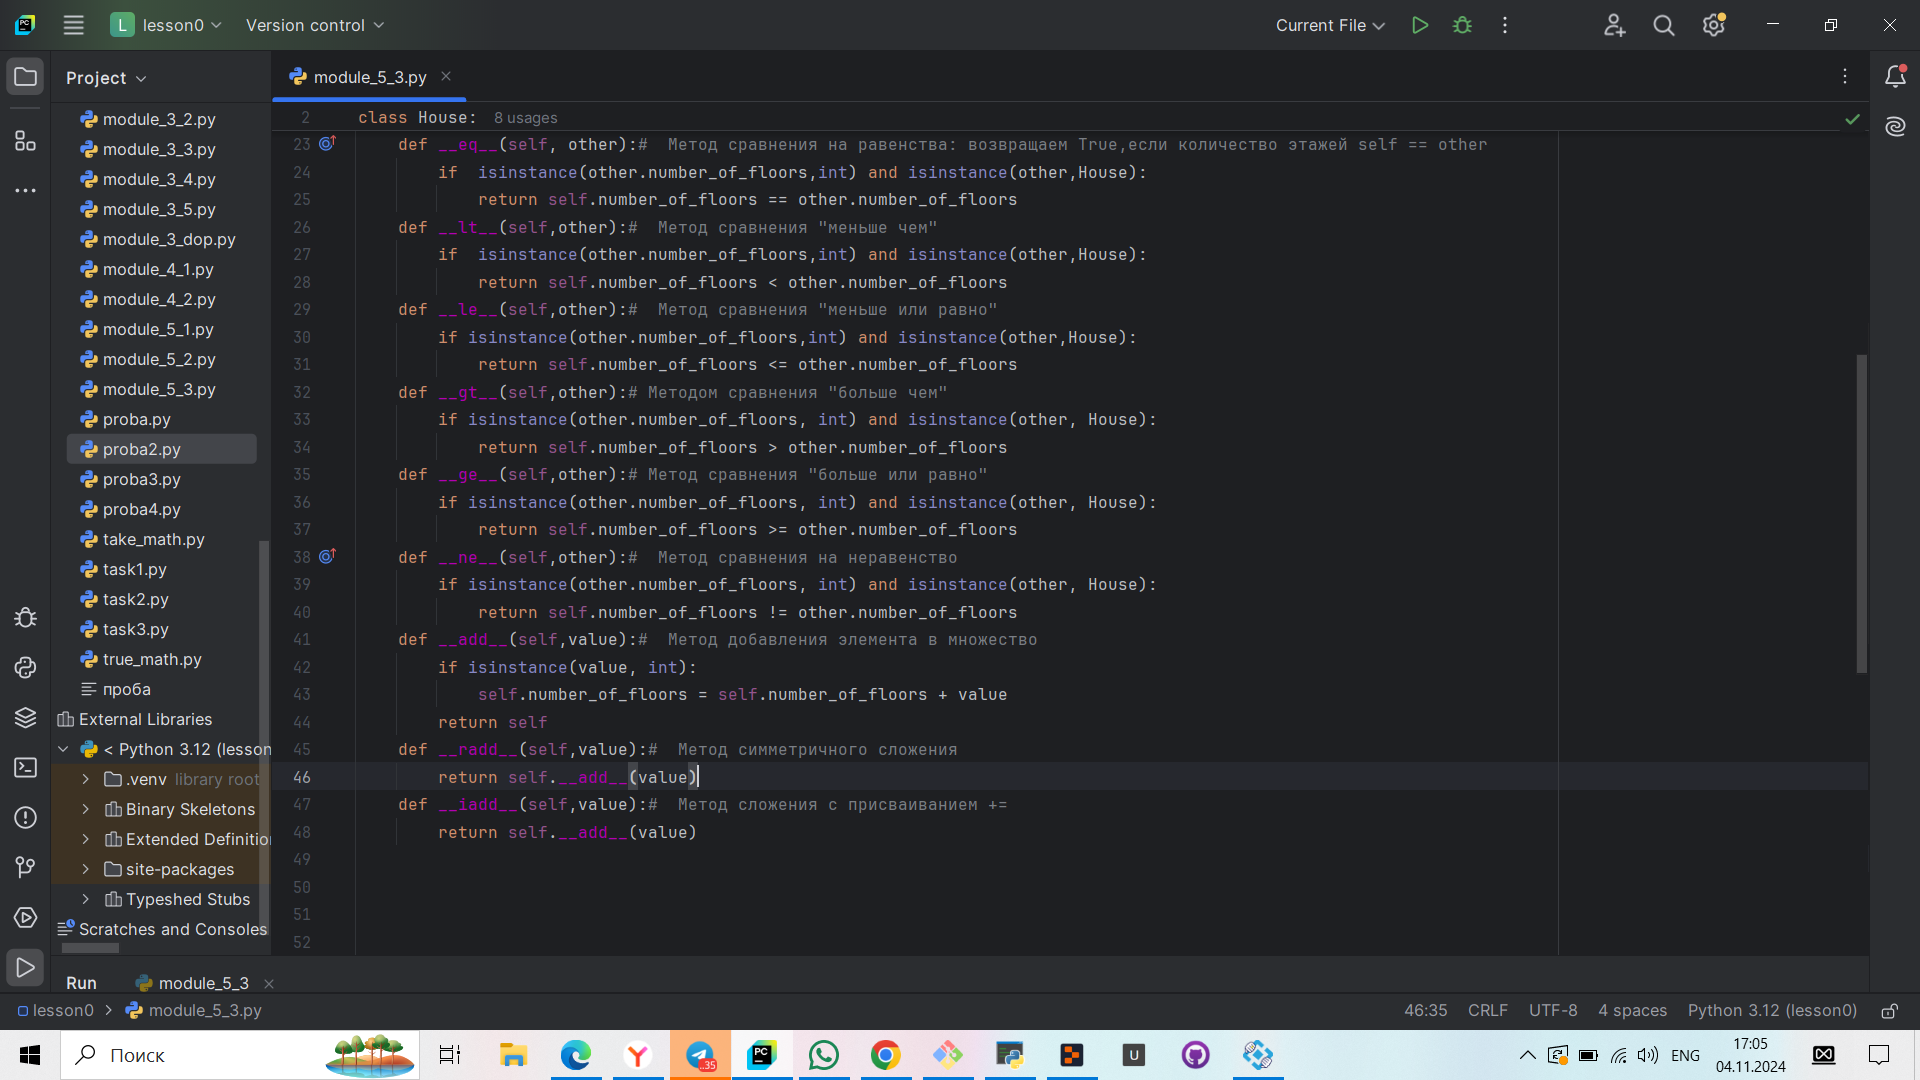 L lesson0 Version control Current File
Project
module_5_3.py
module_3_2.py
module_3_3.py
module_3_4.py
module_3_5.py
module_3_dop.py
module_4_1.py
module_4_2.py
module_5_1.py
module_5_2.py
module_5_3.py
proba.py
proba2.py
proba3.py
proba4.py
take_math.py
task1.py
task2.py
task3.py
true_math.py
проба
External Libraries
< Python 3.12 (lesson
.venv library root
Binary Skeletons
Extended Definitio
site-packages
Typeshed Stubs
Scratches and Consoles
2 class House: 8 usages
23 def __eq__(self, other):# Метод сравнения на равенства: возвращаем True,если количество этажей self == other
24 if isinstance(other.number_of_floors,int) and isinstance(other,House):
25 return self.number_of_floors == other.number_of_floors
26 def __lt__(self,other):# Метод сравнения "меньше чем"
27 if isinstance(other.number_of_floors,int) and isinstance(other,House):
28 return self.number_of_floors < other.number_of_floors
29 def __le__(self,other):# Метод сравнения "меньше или равно"
30 if isinstance(other.number_of_floors,int) and isinstance(other,House):
31 return self.number_of_floors <= other.number_of_floors
32 def __gt__(self,other):# Методом сравнения "больше чем"
33 if isinstance(other.number_of_floors, int) and isinstance(other, House):
34 return self.number_of_floors > other.number_of_floors
35 def __ge__(self,other):# Метод сравнения "больше или равно"
36 if isinstance(other.number_of_floors, int) and isinstance(other, House):
37 return self.number_of_floors >= other.number_of_floors
38 def __ne__(self,other):# Метод сравнения на неравенство
39 if isinstance(other.number_of_floors, int) and isinstance(other, House):
40 return self.number_of_floors != other.number_of_floors
41 def __add__(self,value):# Метод добавления элемента в множество
42 if isinstance(value, int):
43 self.number_of_floors = self.number_of_floors + value
44 return self
45 def __radd__(self,value):# Метод симметричного сложения
46 return self.__add__(value)
47 def __iadd__(self,value):# Метод сложения с присваиванием +=
48 return self.__add__(value)
49
50
51
52
Run module_5_3
lesson0 > module_5_3.py 46:35 CRLF UTF-8 4 spaces Python 3.12 (lesson0)
Поиск
PC
..35
U
ENG
17:05
04.11.2024